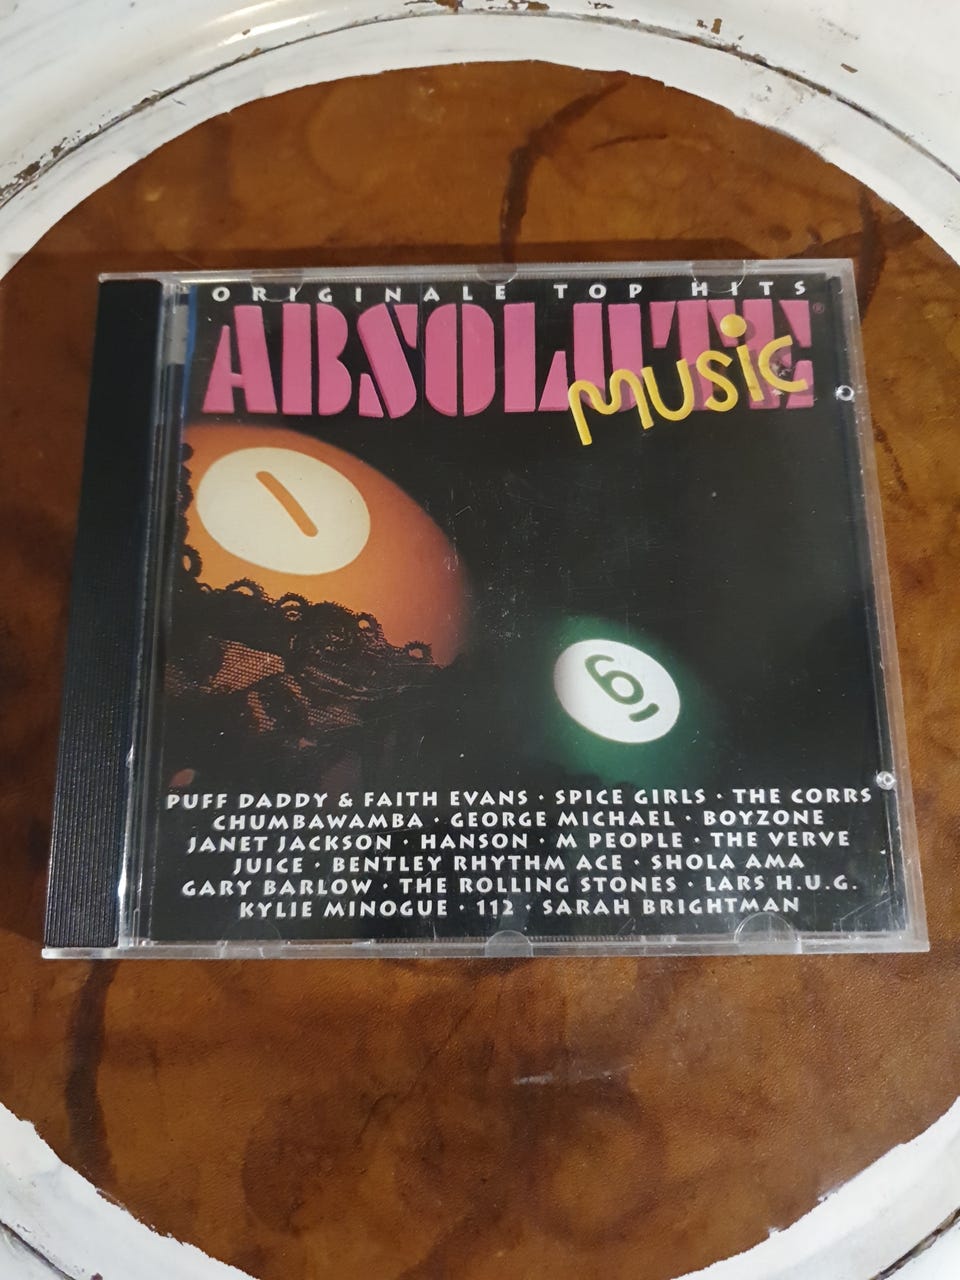 ORIGINALE TOP HITS
ABSOLUTE ®
music
1
6
PUFF DADDY & FAITH EVANS · SPICE GIRLS · THE CORRS
CHUMBAWAMBA · GEORGE MICHAEL · BOYZONE
JANET JACKSON · HANSON · M PEOPLE · THE VERVE
JUICE · BENTLEY RHYTHM ACE · SHOLA AMA
GARY BARLOW · THE ROLLING STONES · LARS H.U.G.
KYLIE MINOGUE · 112 · SARAH BRIGHTMAN